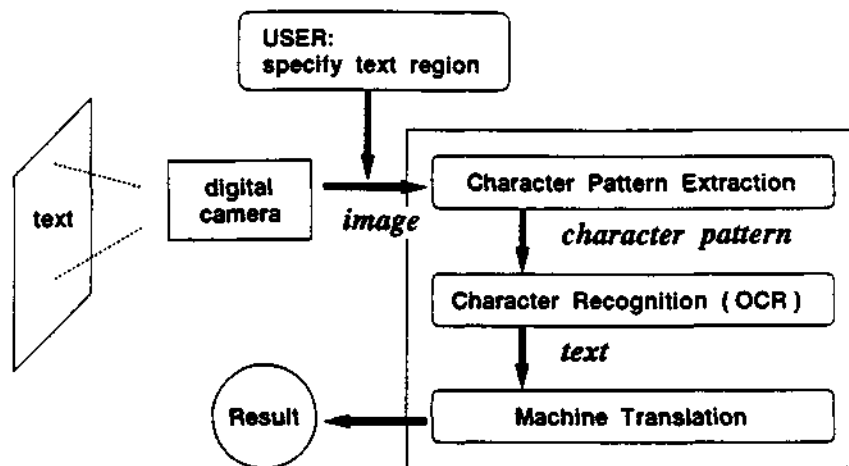 USER:
specify text region
text
digital
camera
image
Character Pattern Extraction
character pattern
Character Recognition ( OCR )
text
Machine Translation
Result